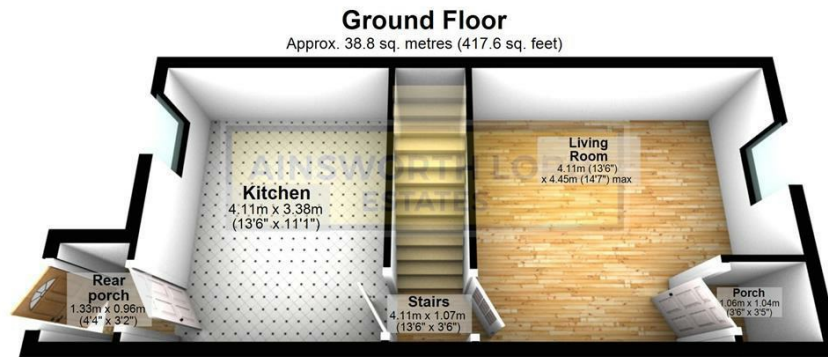 Ground Floor
Approx. 38.8 sq. metres (417.6 sq. feet)
Living
Room
4.11m (13'6")
x 4.45m (14'7") max
AINSWORTH LORD
ESTATES
Kitchen
4.11m x 3.38m
(13'6" x 11'1")
Rear
porch
1.33m x 0.96m
(4'4" x 3'2")
Stairs
4.11m x 1.07m
(13'6" x 3'6")
Porch
1.06m x 1.04m
(3'6" x 3'5")